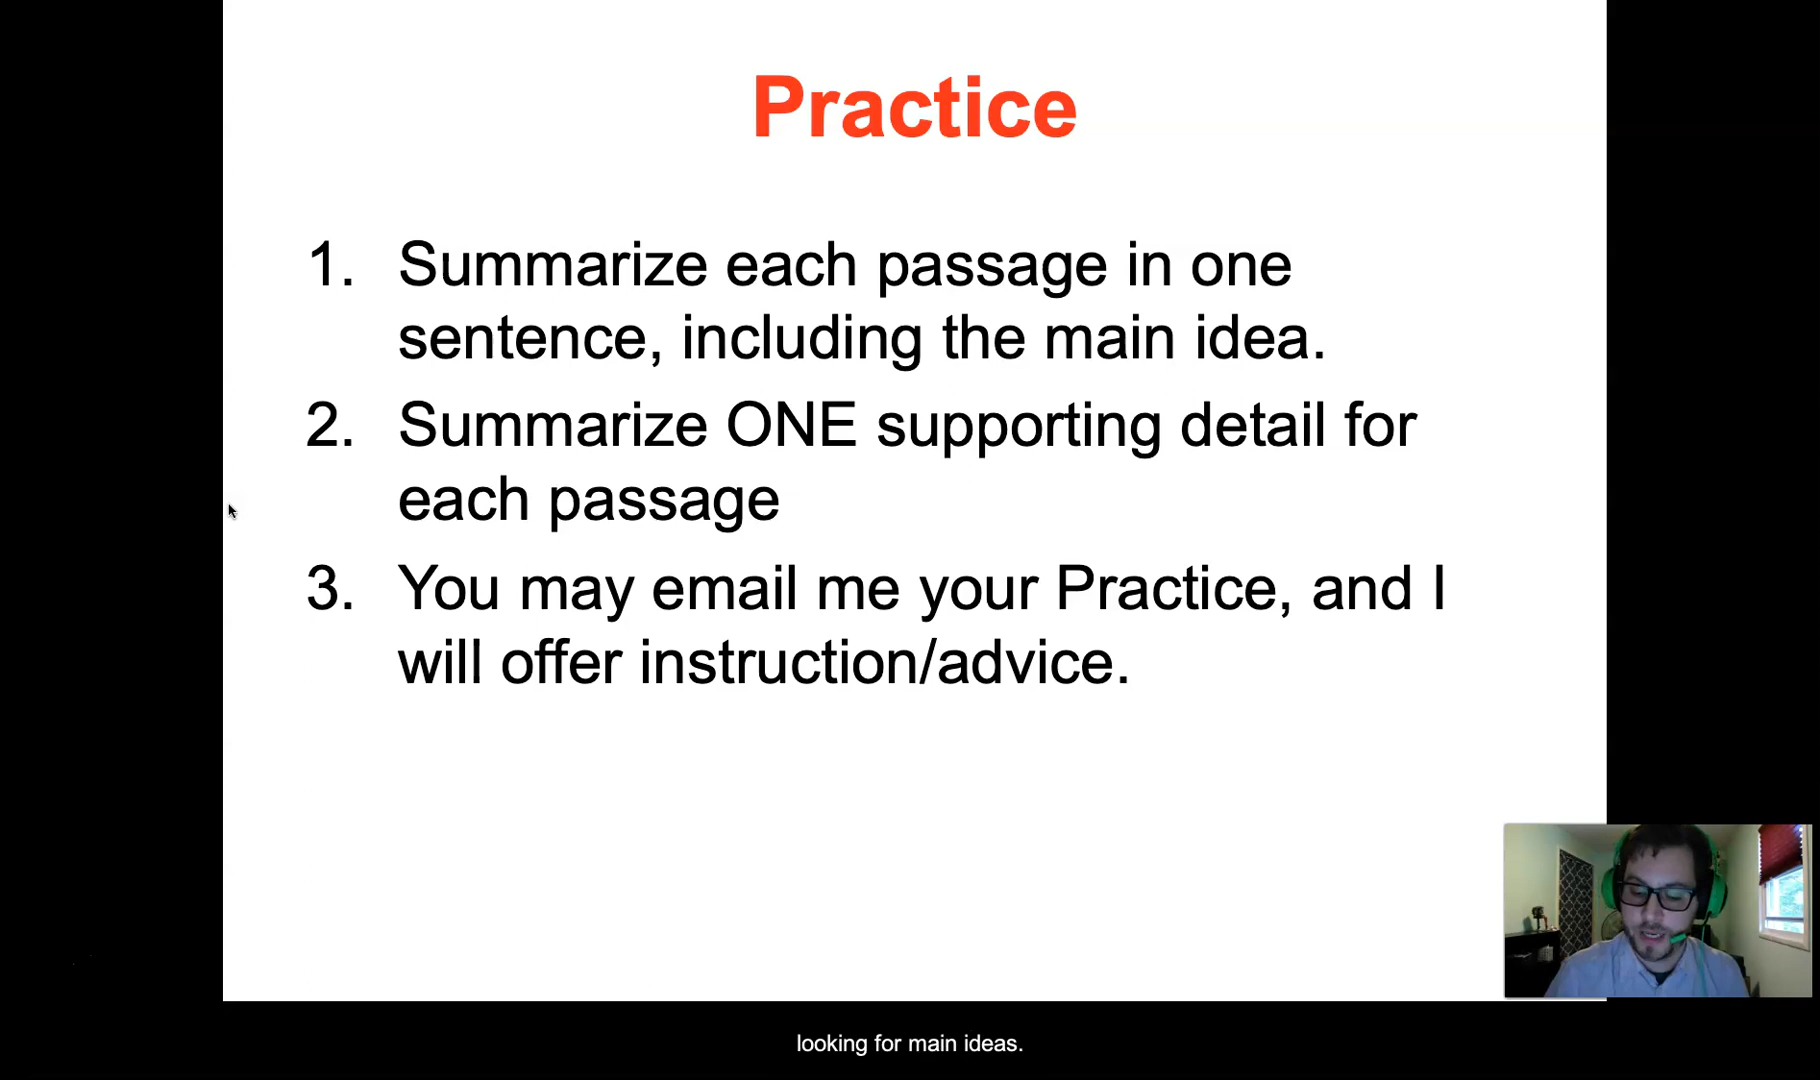 Practice
1. Summarize each passage in one
sentence, including the main idea.
2. Summarize ONE supporting detail for
each passage
3. You may email me your Practice, and I
will offer instruction/advice.
looking for main ideas.